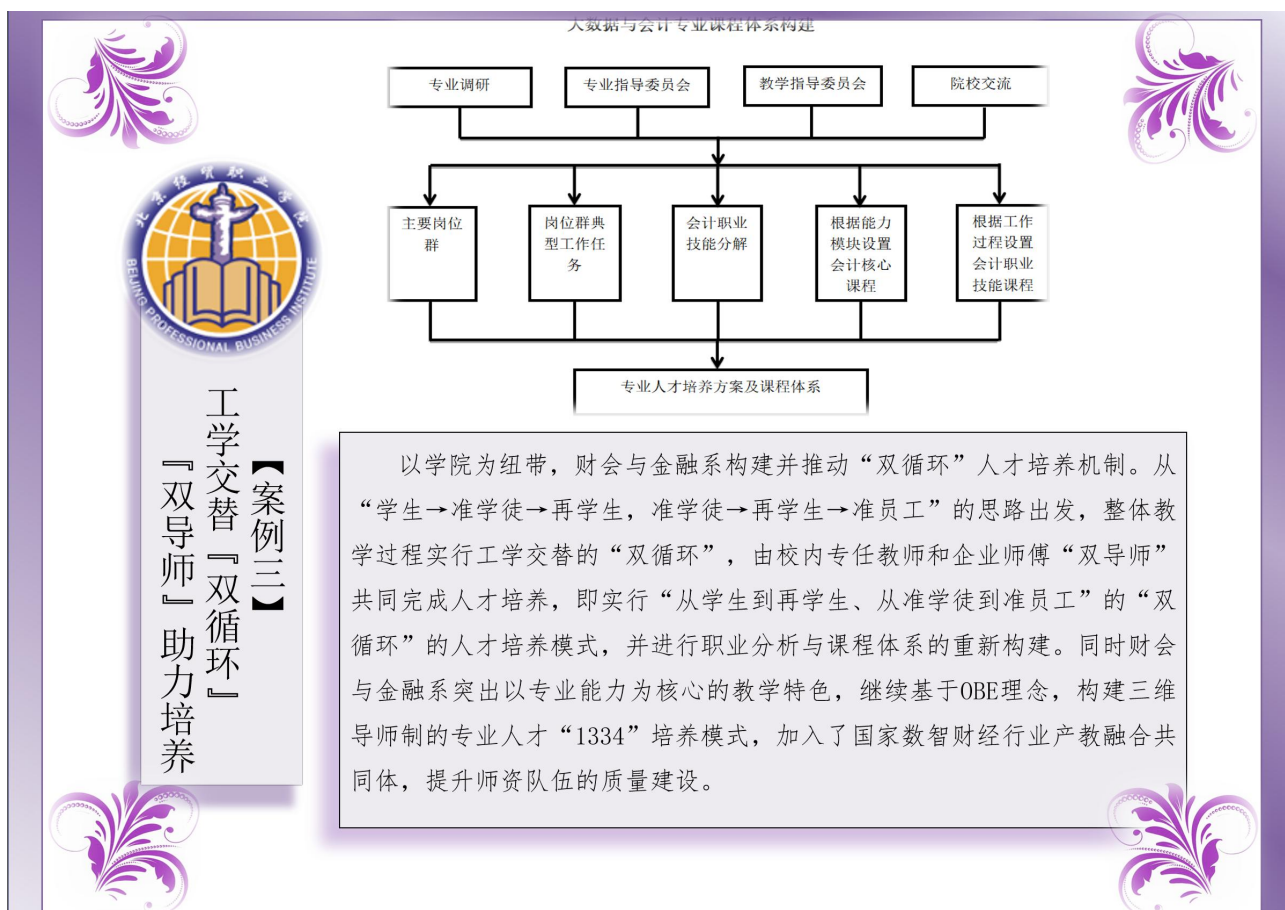 大数据与会计专业课程体系构建
专业调研
专业指导委员会
教学指导委员会
院校交流
主要岗位
群
岗位群典
型工作任
务
会计职业
技能分解
根据能力
模块设置
会计核心
课程
根据工作
过程设置
会计职业
技能课程
专业人才培养方案及课程体系
北京经贸职业学院
BEIJING PROFESSIONAL BUSINESS INSTITUTE
【案例三】
工学交替『双循环』
『双导师』助力培养
以学院为纽带，财会与金融系构建并推动“双循环”人才培养机制。从
“学生→准学徒→再学生，准学徒→再学生→准员工”的思路出发，整体教
学过程实行工学交替的“双循环”，由校内专任教师和企业师傅“双导师”
共同完成人才培养，即实行“从学生到再学生、从准学徒到准员工”的“双
循环”的人才培养模式，并进行职业分析与课程体系的重新构建。同时财会
与金融系突出以专业能力为核心的教学特色，继续基于OBE理念，构建三维
导师制的专业人才“1334”培养模式，加入了国家数智财经行业产教融合共
同体，提升师资队伍的质量建设。